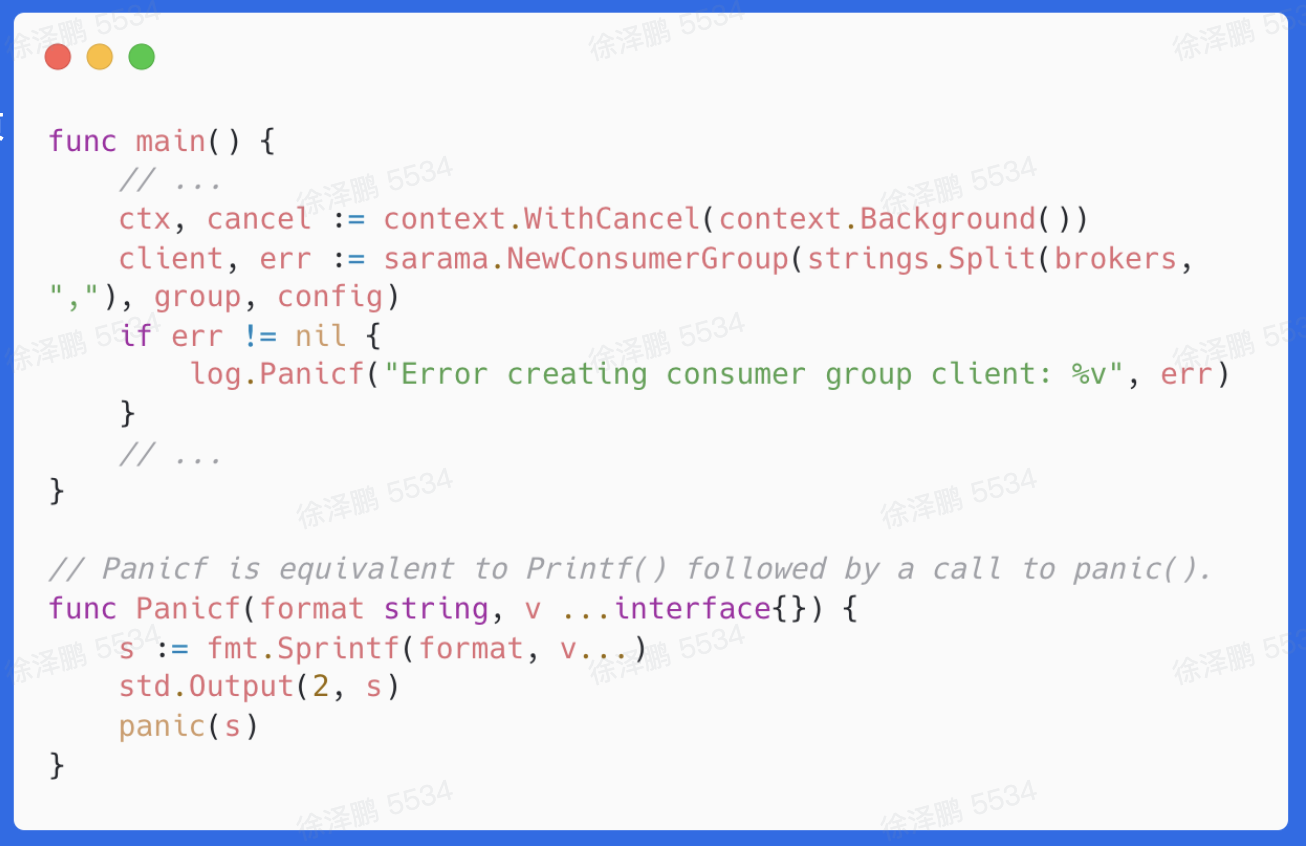 func main() {
    // ...
    ctx, cancel := context.WithCancel(context.Background())
    client, err := sarama.NewConsumerGroup(strings.Split(brokers,
",“), group, config)
    if err != nil {
        log.Panicf("Error creating consumer group client: %v", err)
    }
    // ...
}

// Panicf is equivalent to Printf() followed by a call to panic().
func Panicf(format string, v ...interface{}) {
    s := fmt.Sprintf(format, v...)
    std.Output(2, s)
    panic(s)
}
徐泽鹏 5534